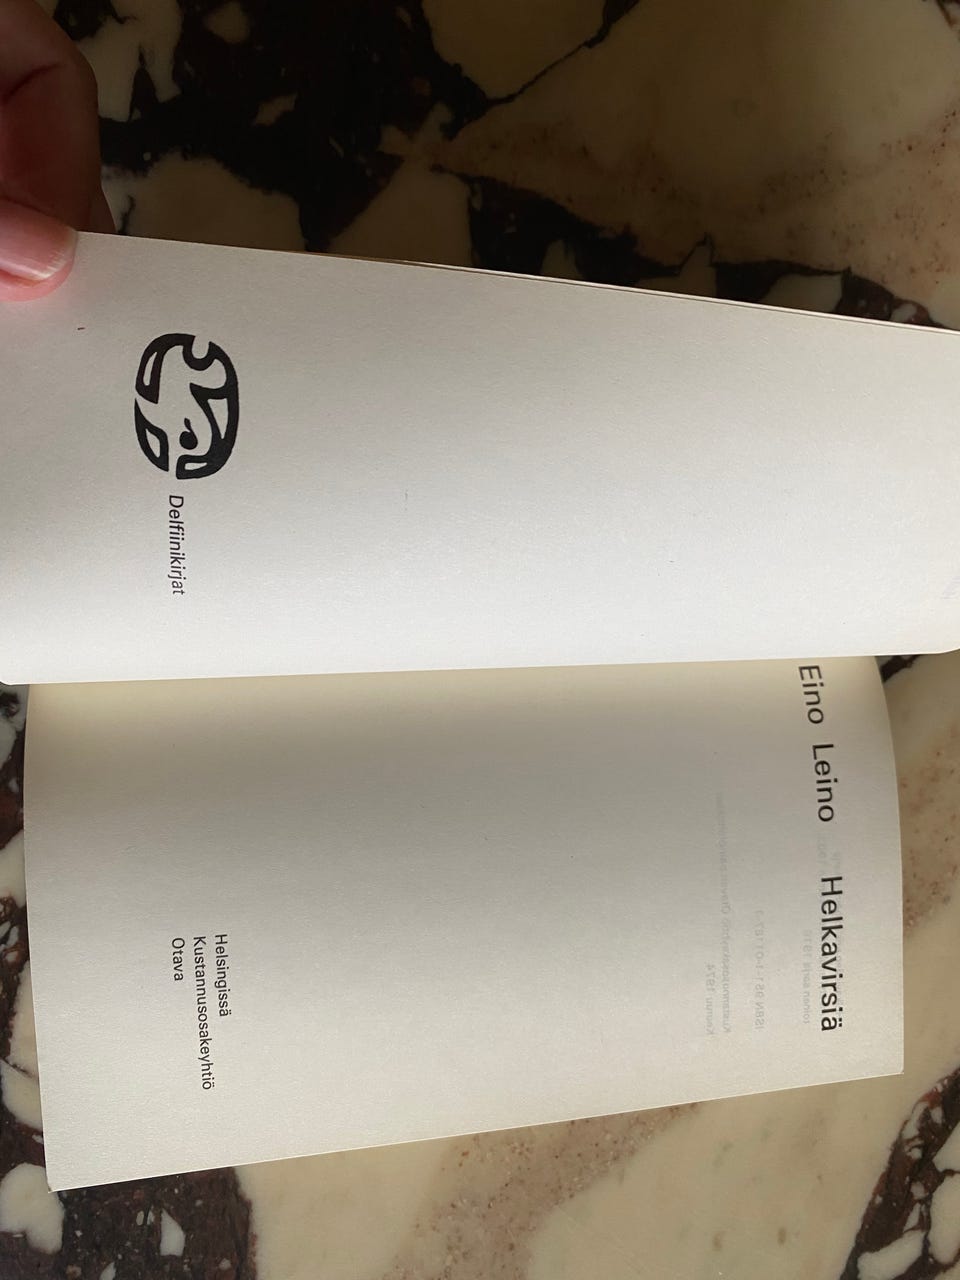 Delfiinikirjat
Eino Leino Helkavirsiä
Helsingissä
Kustannusosakeyhtiö
Otava